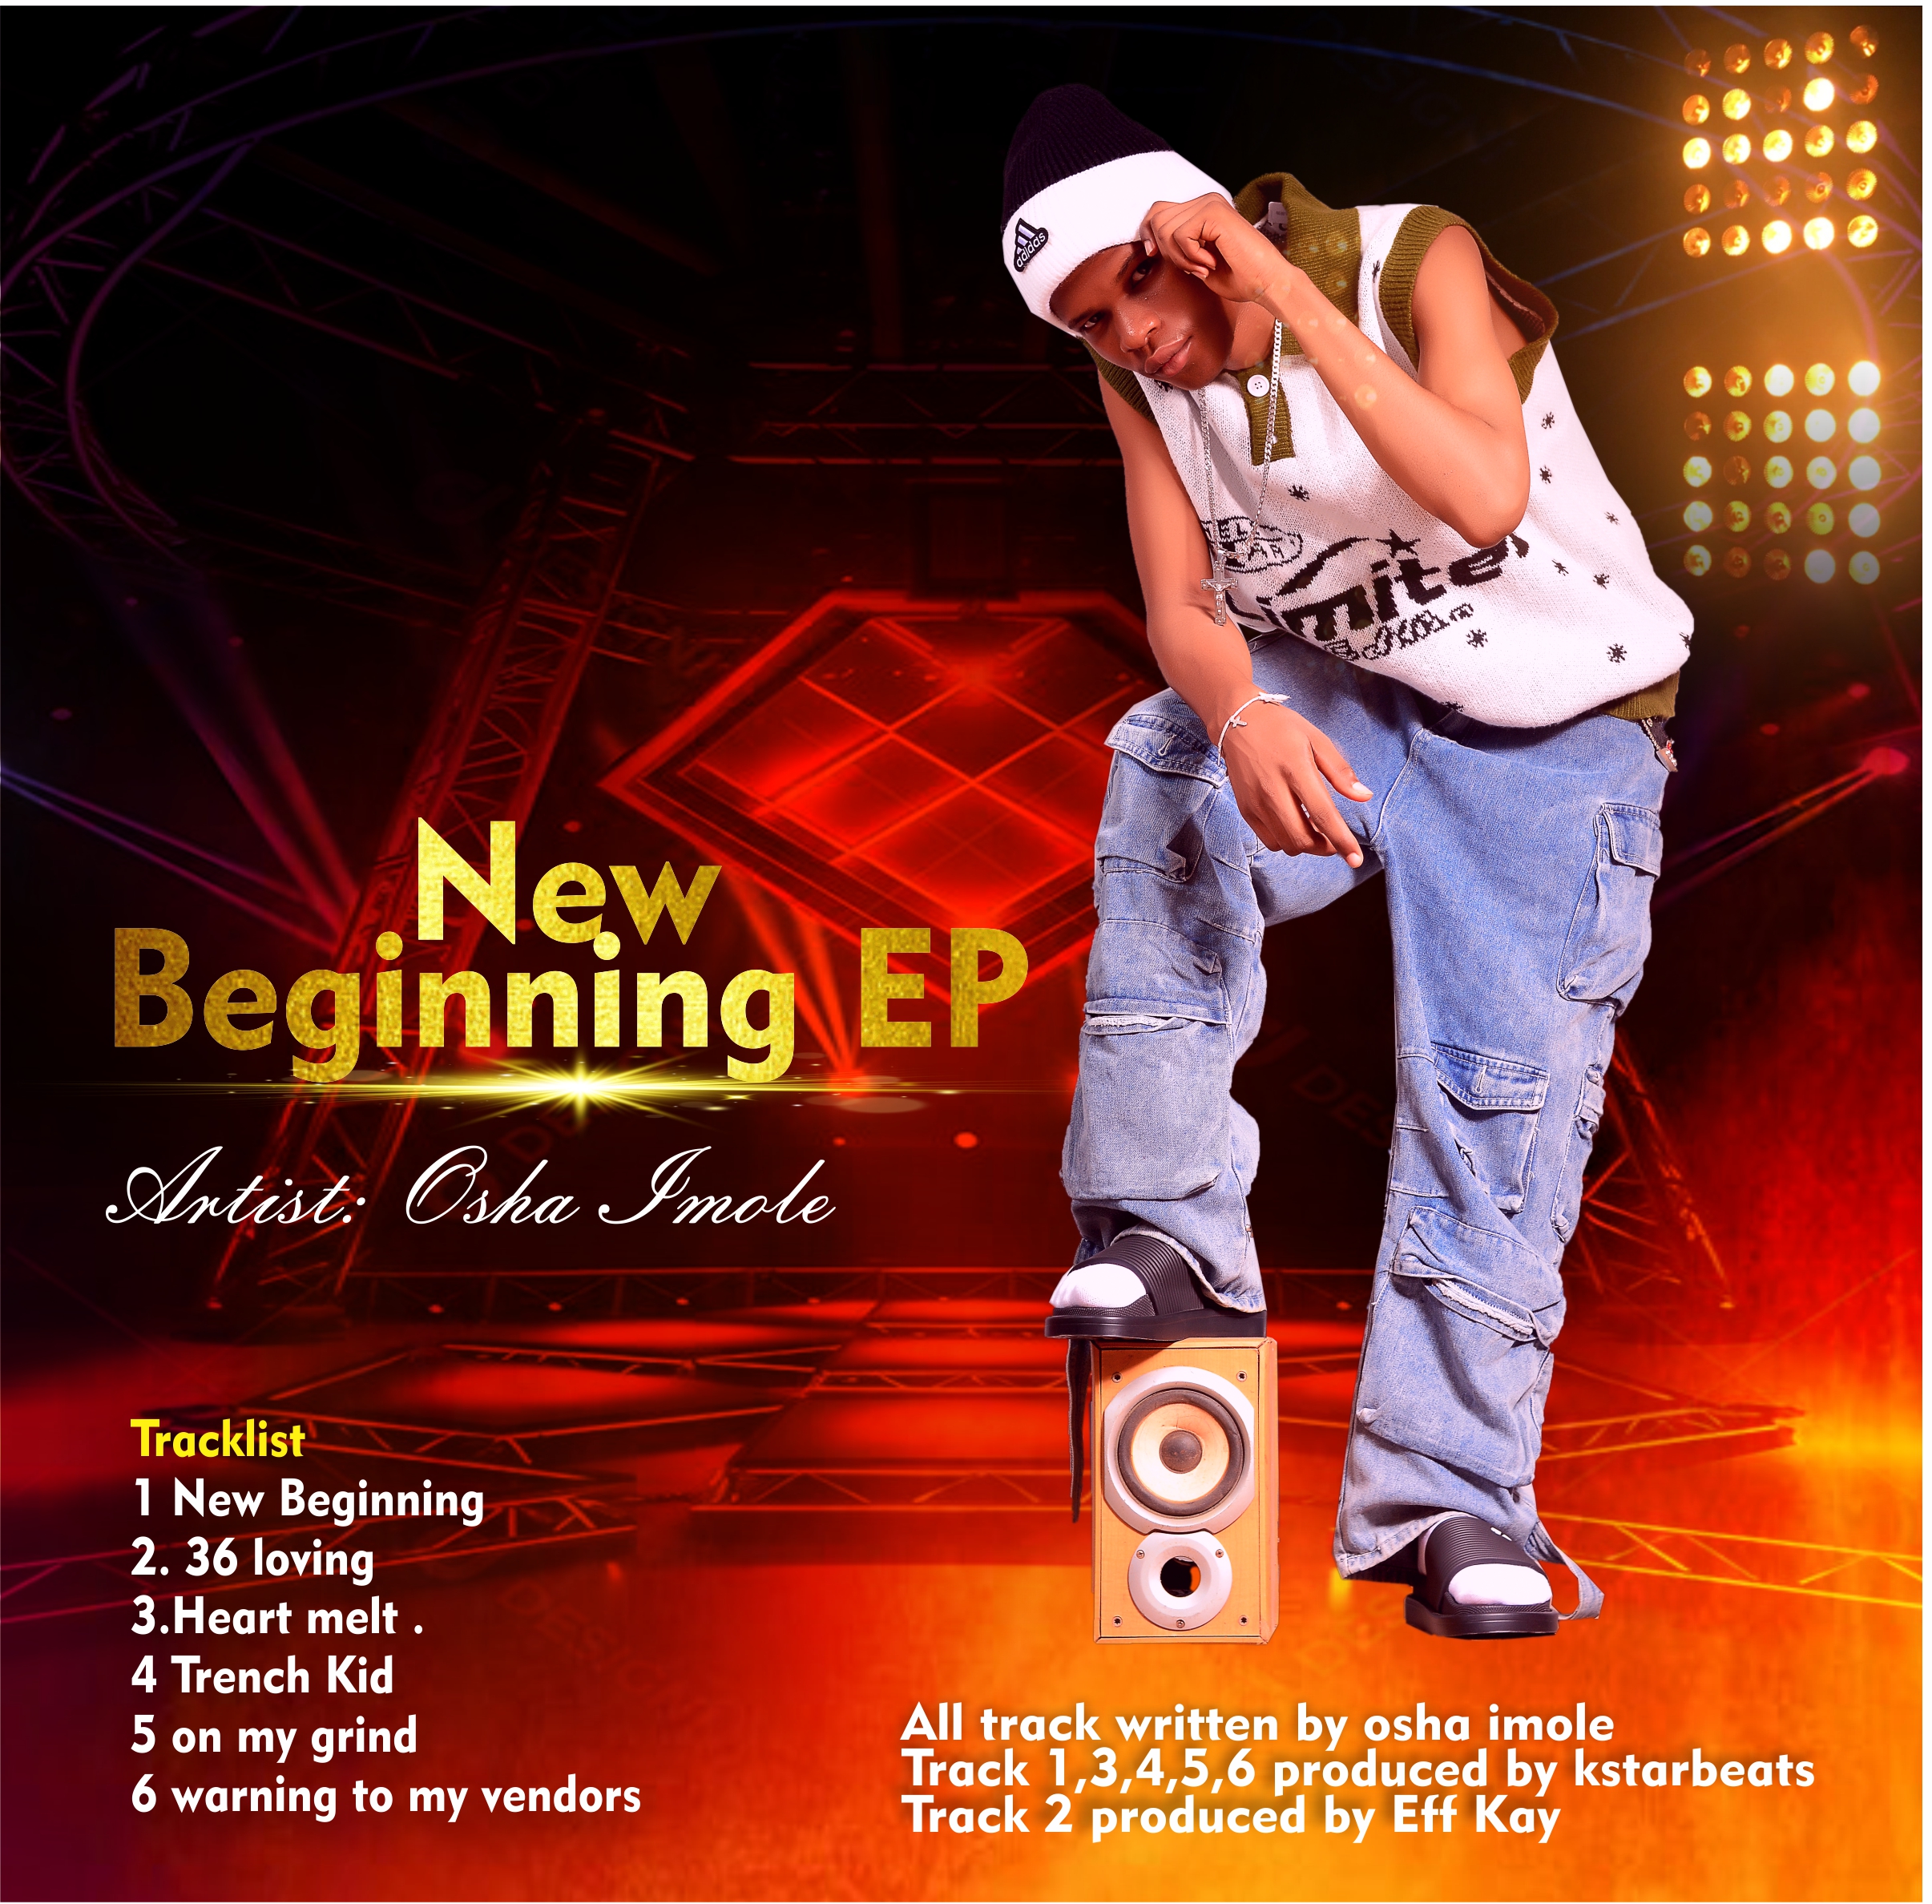 adidas
New
Beginning EP
Artist: Osha Imole
Tracklist
1 New Beginning
2. 36 loving
3.Heart melt .
4 Trench Kid
5 on my grind
6 warning to my vendors
All track written by osha imole
Track 1,3,4,5,6 produced by kstarbeats
Track 2 produced by Eff Kay